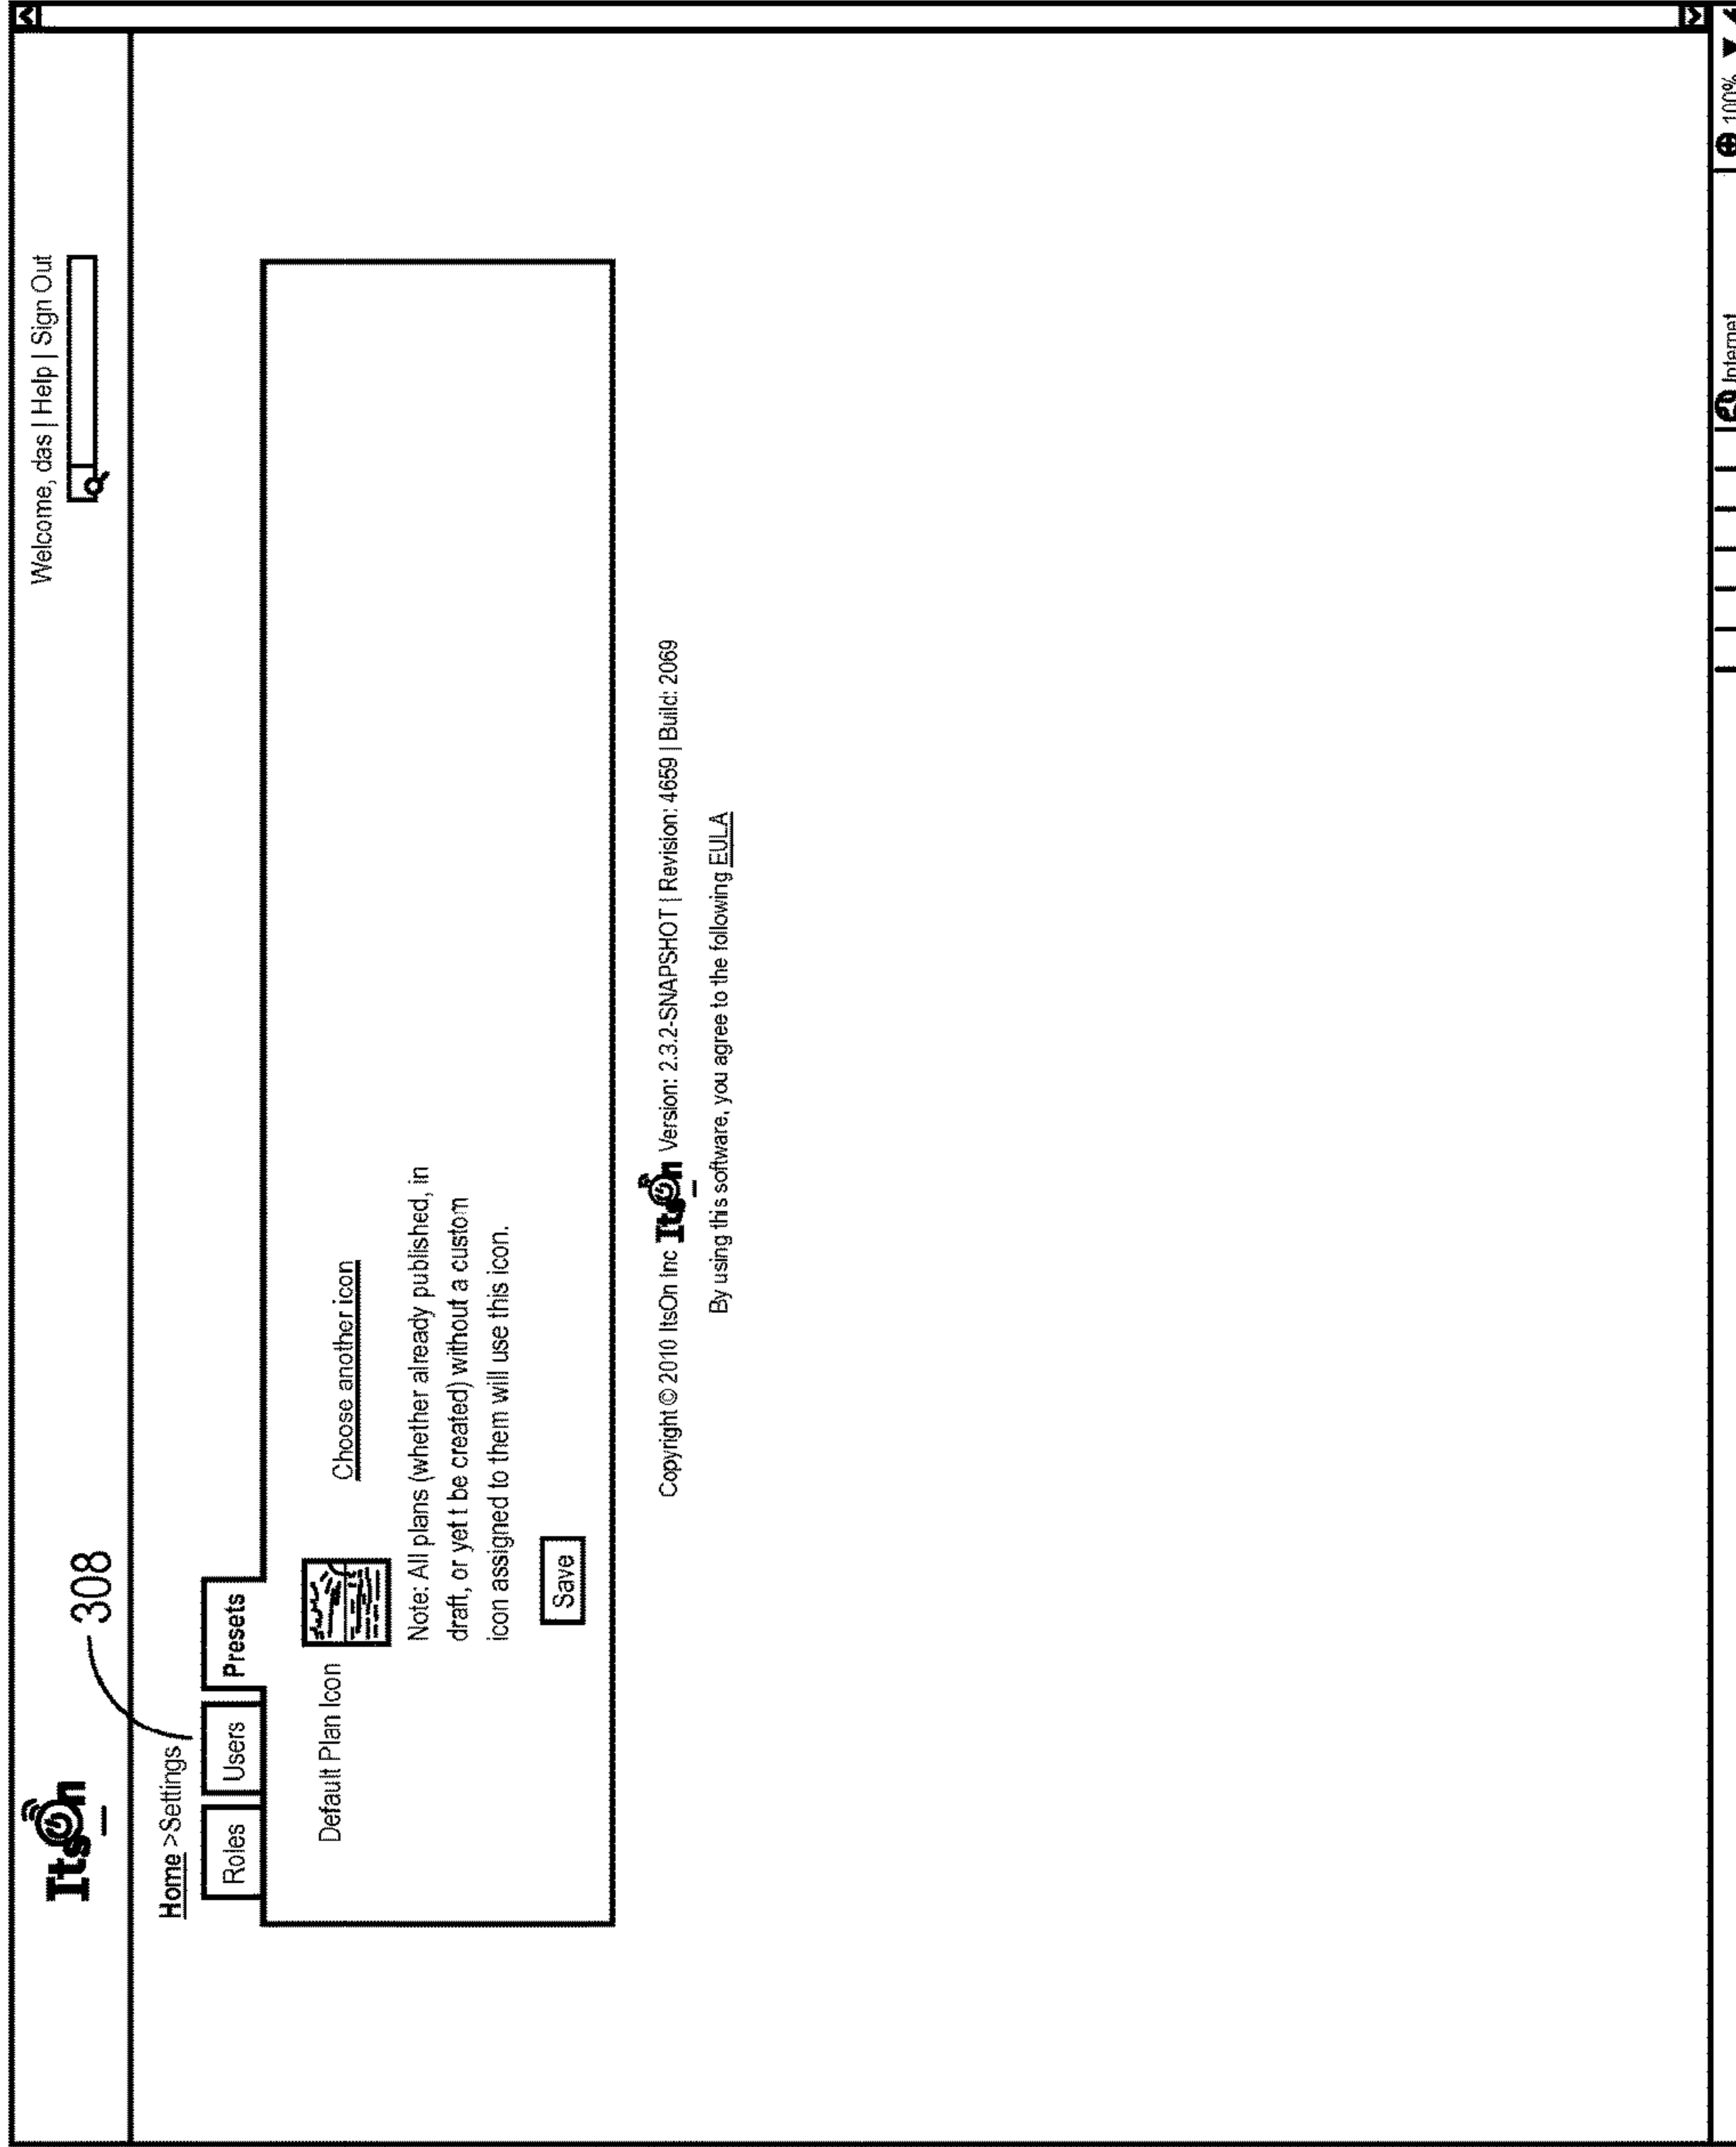 ItsOn
Welcome, das | Help | Sign Out
308
Home >Settings
Roles
Users
Presets
Default Plan Icon
Choose another icon
Note: All plans (whether already published, in
draft, or yet t be created) without a custom
icon assigned to them will use this icon.
Save
Copyright © 2010 ItsOn Inc ItsOn Version: 2.3.2-SNAPSHOT | Revision: 4659 | Build: 2069
By using this software, you agree to the following EULA
Internet
100%